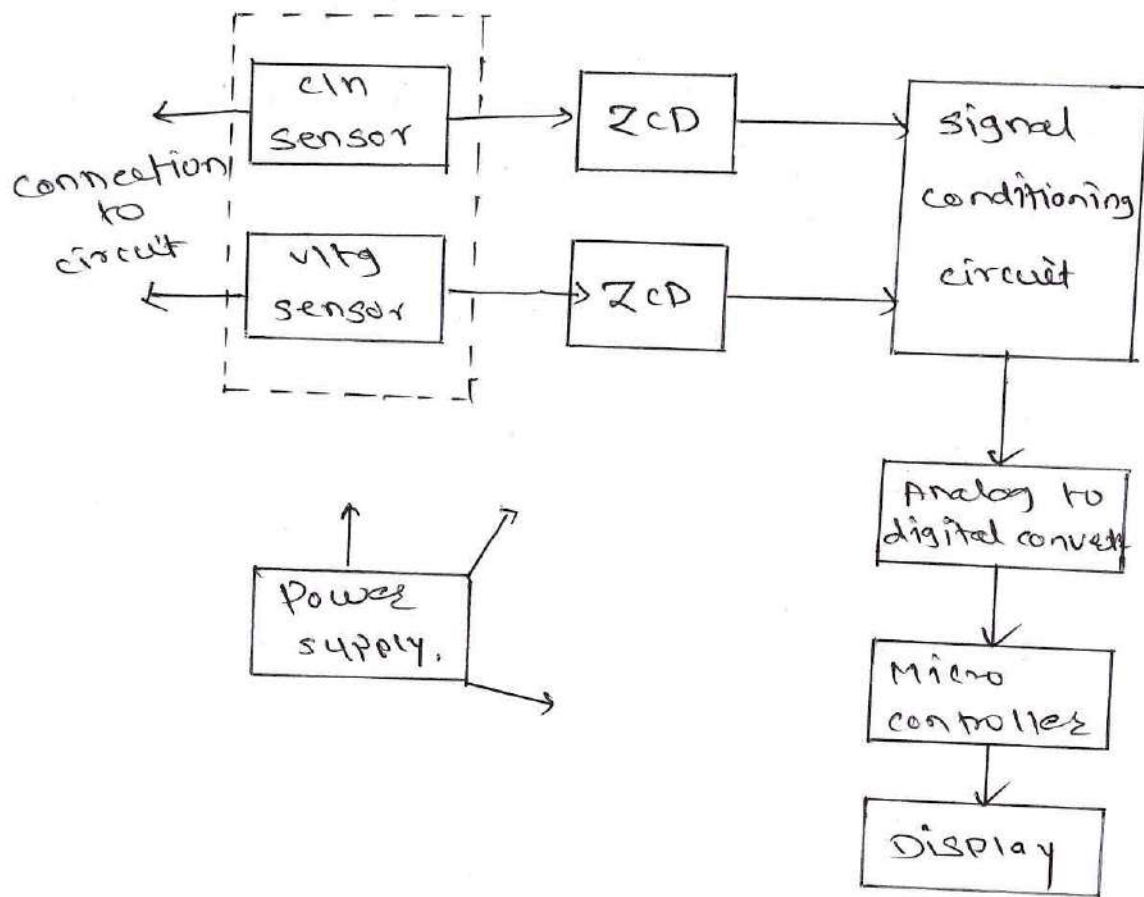 cln
sensor
ZCD
signal
conditioning
circuit
connection
to
circuit
vltg
sensor
ZCD
Analog to
digital convert
Power
supply.
Micro
controller
Display